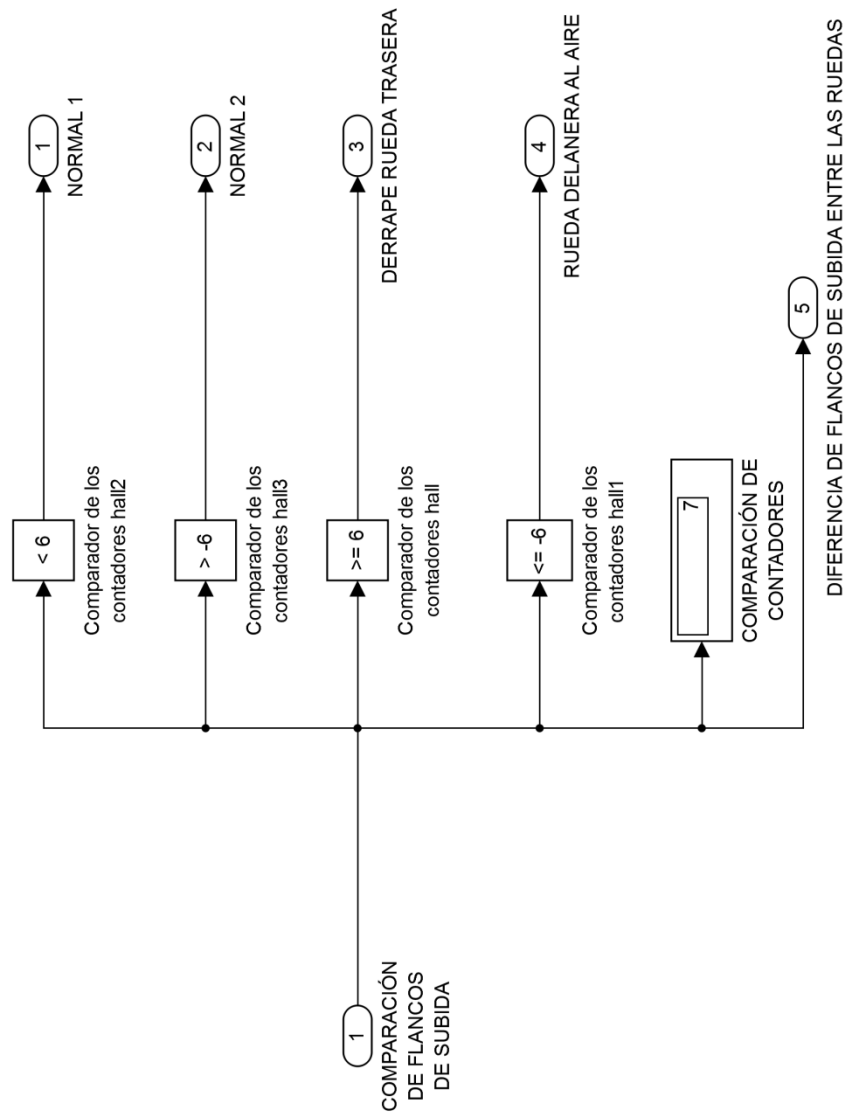 1
COMPARACIÓN
DE FLANCOS
DE SUBIDA
< 6
Comparador de los
contadores hall2
1
NORMAL 1
> -6
Comparador de los
contadores hall3
2
NORMAL 2
>= 6
Comparador de los
contadores hall
3
DERRAPE RUEDA TRASERA
<= -6
Comparador de los
contadores hall1
4
RUEDA DELANERA AL AIRE
7
COMPARACIÓN DE
CONTADORES
5
DIFERENCIA DE FLANCOS DE SUBIDA ENTRE LAS RUEDAS